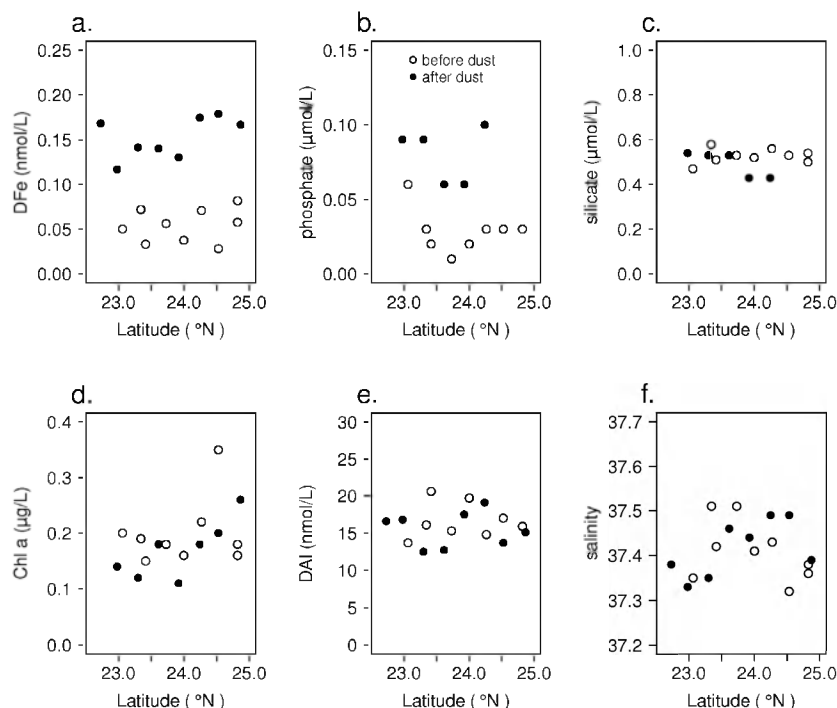 a.
DFe (nmol/L)
0.25
0.20
0.15
0.10
0.05
0.00
23.0 24.0 25.0
Latitude ( °N )
b.
phosphate (µmol/L)
0.15
0.10
0.05
0.00
before dust
after dust
23.0 24.0 25.0
Latitude ( °N )
c.
silicate (µmol/L)
1.0
0.8
0.6
0.4
0.2
0.0
23.0 24.0 25.0
Latitude ( °N )
d.
Chl a (µg/L)
0.4
0.3
0.2
0.1
0.0
23.0 24.0 25.0
Latitude ( °N )
e.
DAl (nmol/L)
30
25
20
15
10
5
0
23.0 24.0 25.0
Latitude ( °N )
f.
salinity
37.7
37.6
37.5
37.4
37.3
37.2
23.0 24.0 25.0
Latitude ( °N )